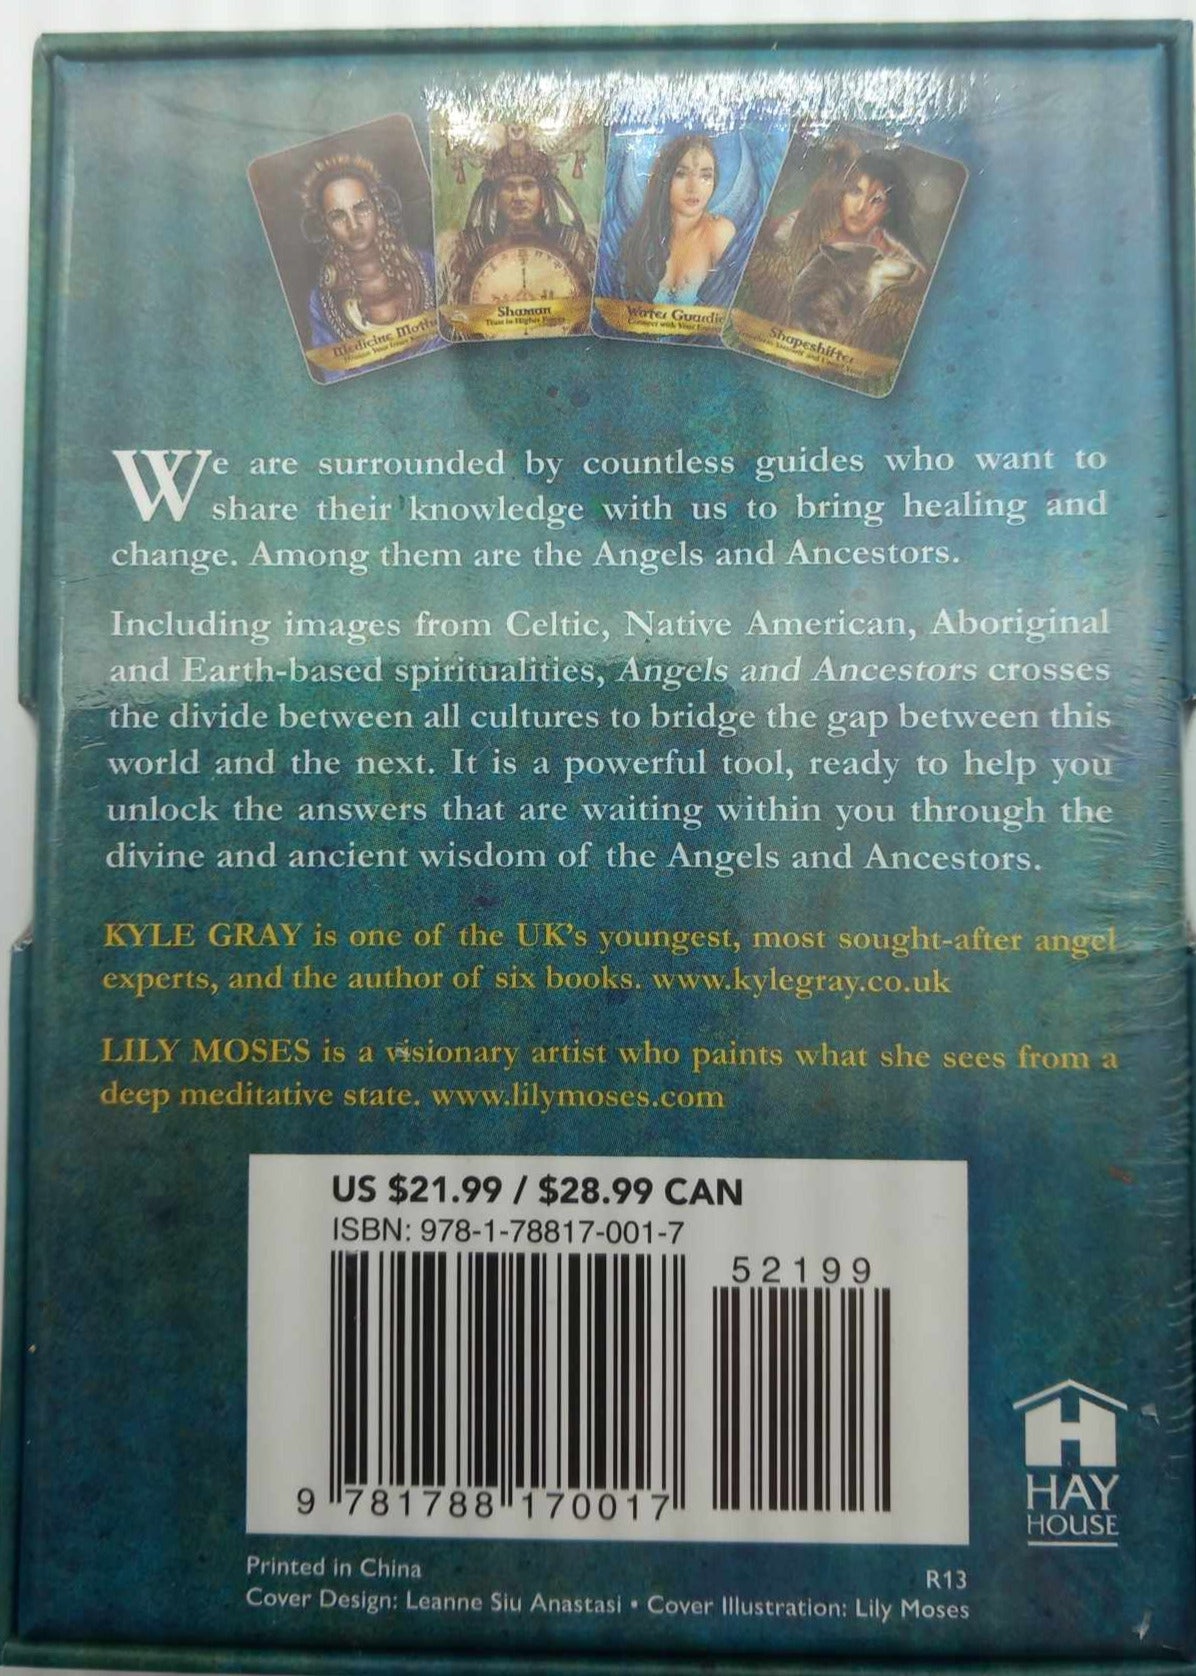 Medicine Moth
Shaman
Trust in Higher
Water Guardia
Connect with Your
Shapeshifter
We are surrounded by countless guides who want to
share their knowledge with us to bring healing and
change. Among them are the Angels and Ancestors.
Including images from Celtic, Native American, Aboriginal
and Earth-based spiritualities, Angels and Ancestors crosses
the divide between all cultures to bridge the gap between this
world and the next. It is a powerful tool, ready to help you
unlock the answers that are waiting within you through the
divine and ancient wisdom of the Angels and Ancestors.
KYLE GRAY is one of the UK's youngest, most sought-after angel
experts, and the author of six books. www.kylegray.co.uk
LILY MOSES is a visionary artist who paints what she sees from a
deep meditative state. www.lilymoses.com
US $21.99 / $28.99 CAN
ISBN: 978-1-78817-001-7
52199
9 781788 170017
HAY
HOUSE
Printed in China
R13
Cover Design: Leanne Siu Anastasi • Cover Illustration: Lily Moses